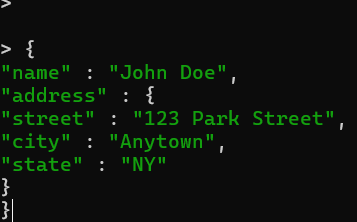 >
> {
"name" : "John Doe",
"address" : {
"street" : "123 Park Street",
"city" : "Anytown",
"state" : "NY"
}
}